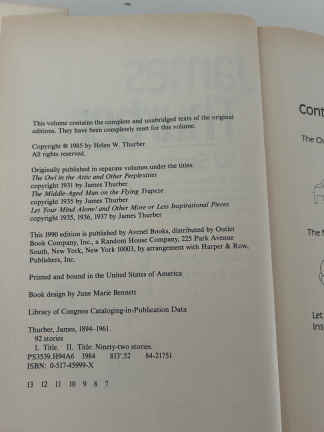 This volume contains the complete and unabridged texts of the original
editions. They have been completely reset for this volume.
Copyright © 1985 by Helen W. Thurber
All rights reserved.
Originally published in separate volumes under the titles:
The Owl in the Attic and Other Perplexities
copyright 1931 by James Thurber
The Middle-Aged Man on the Flying Trapeze
copyright 1935 by James Thurber
Let Your Mind Alone! and Other More or Less Inspirational Pieces
copyright 1935, 1936, 1937 by James Thurber
This 1990 edition is published by Avenel Books, distributed by Outlet
Book Company, Inc., a Random House Company, 225 Park Avenue
South, New York, New York 10003, by arrangement with Harper & Row,
Publishers, Inc.
Printed and bound in the United States of America
Book design by June Marie Bennett
Library of Congress Cataloging-in-Publication Data
Thurber, James, 1894-1961.
92 stories
I. Title. II. Title: Ninety-two stories.
PS3539.H94A6 1984 813'.52 84-21751
ISBN: 0-517-45999-X
13 12 11 10 9 8 7
Cont
The Ow
The M
Let
Ins